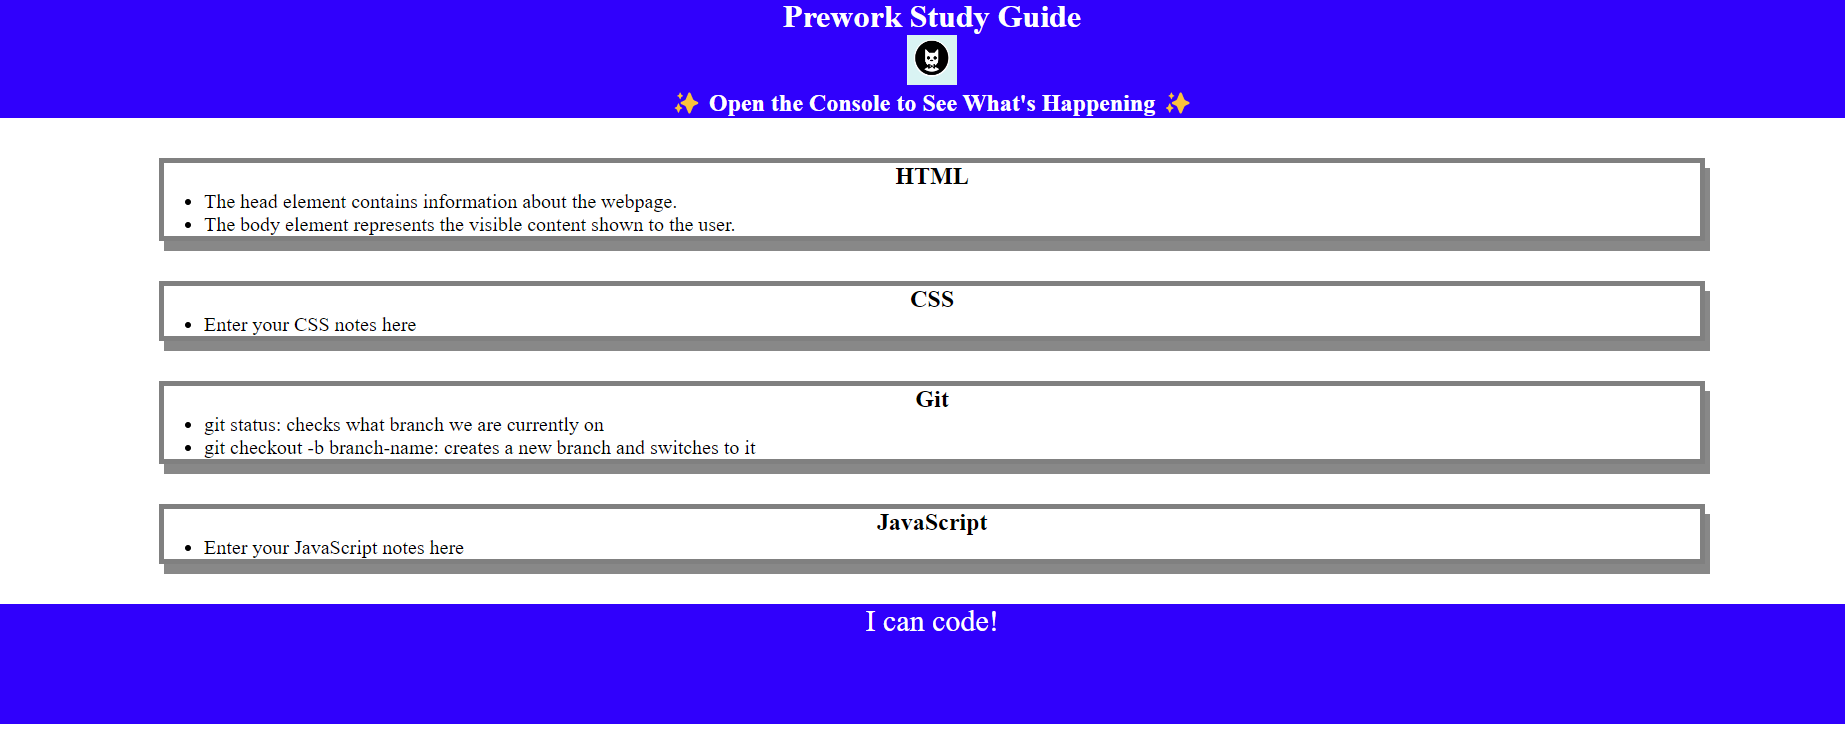 Prework Study Guide
✨ Open the Console to See What's Happening ✨
HTML
• The head element contains information about the webpage.
• The body element represents the visible content shown to the user.
CSS
• Enter your CSS notes here
Git
• git status: checks what branch we are currently on
• git checkout -b branch-name: creates a new branch and switches to it
JavaScript
• Enter your JavaScript notes here
I can code!